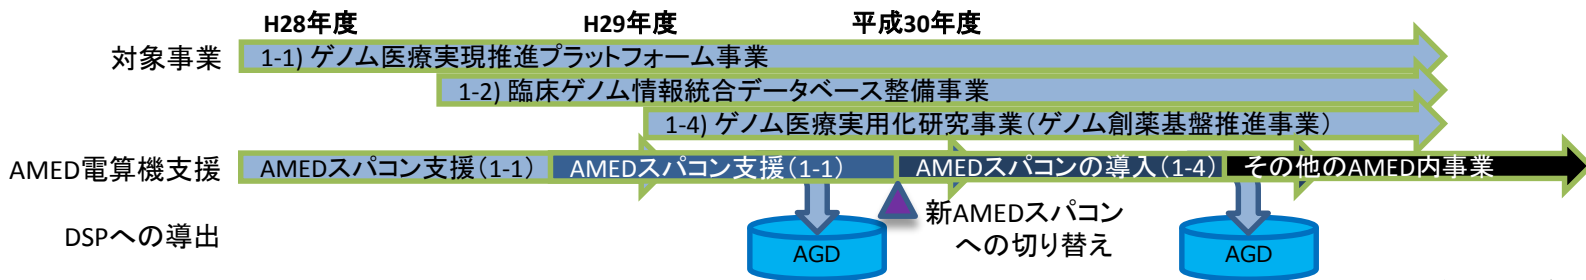 H28年度 H29年度 平成30年度
対象事業 1-1) ゲノム医療実現推進プラットフォーム事業
1-2) 臨床ゲノム情報統合データベース整備事業
1-4) ゲノム医療実用化研究事業(ゲノム創薬基盤推進事業)
AMED電算機支援 AMEDスパコン支援(1-1) AMEDスパコン支援(1-1) AMEDスパコンの導入(1-4) その他のAMED内事業
新AMEDスパコン
への切り替え
DSPへの導出 AGD AGD